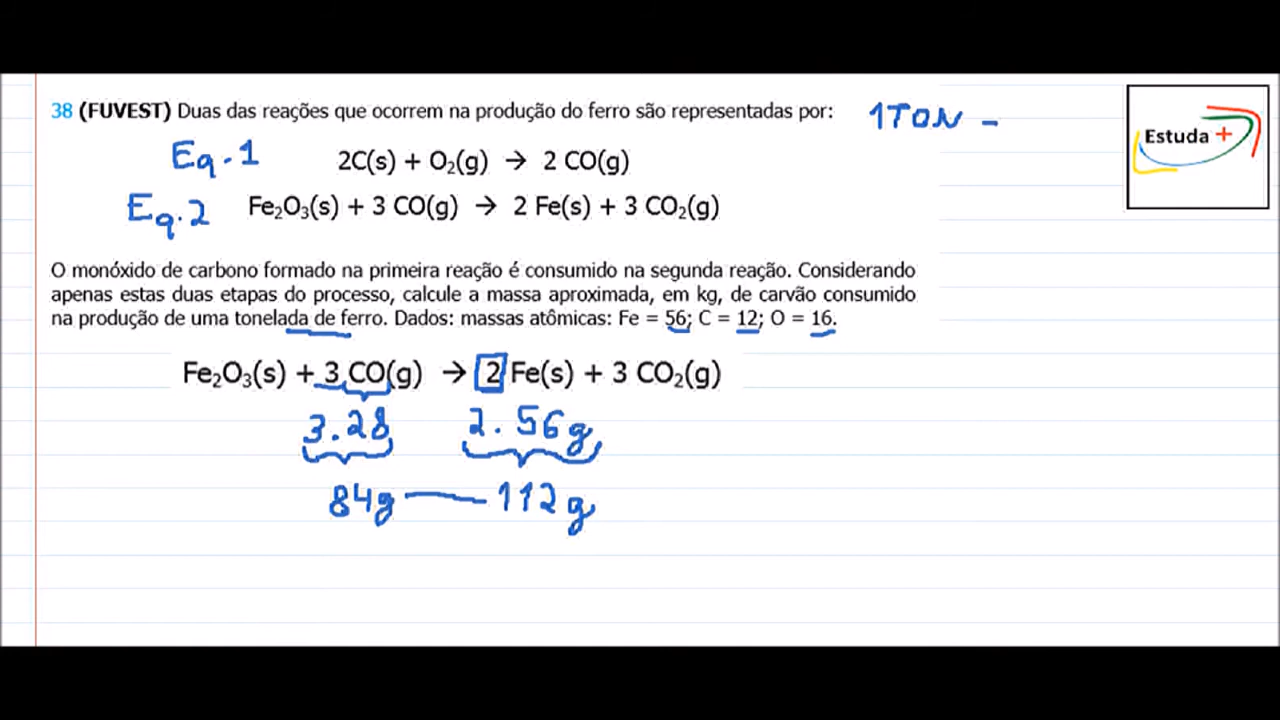 38 (FUVEST) Duas das reações que ocorrem na produção do ferro são representadas por:
1TON -
Estuda +
Eq.1 2C(s) + O₂(g) → 2 CO(g)
Eq.2 Fe₂O₃(s) + 3 CO(g) → 2 Fe(s) + 3 CO₂(g)
O monóxido de carbono formado na primeira reação é consumido na segunda reação. Considerando
apenas estas duas etapas do processo, calcule a massa aproximada, em kg, de carvão consumido
na produção de uma tonelada de ferro. Dados: massas atômicas: Fe = 56; C = 12; O = 16.
Fe₂O₃(s) + 3 CO(g) → 2 Fe(s) + 3 CO₂(g)
3.28 2.56g
84g — 112g